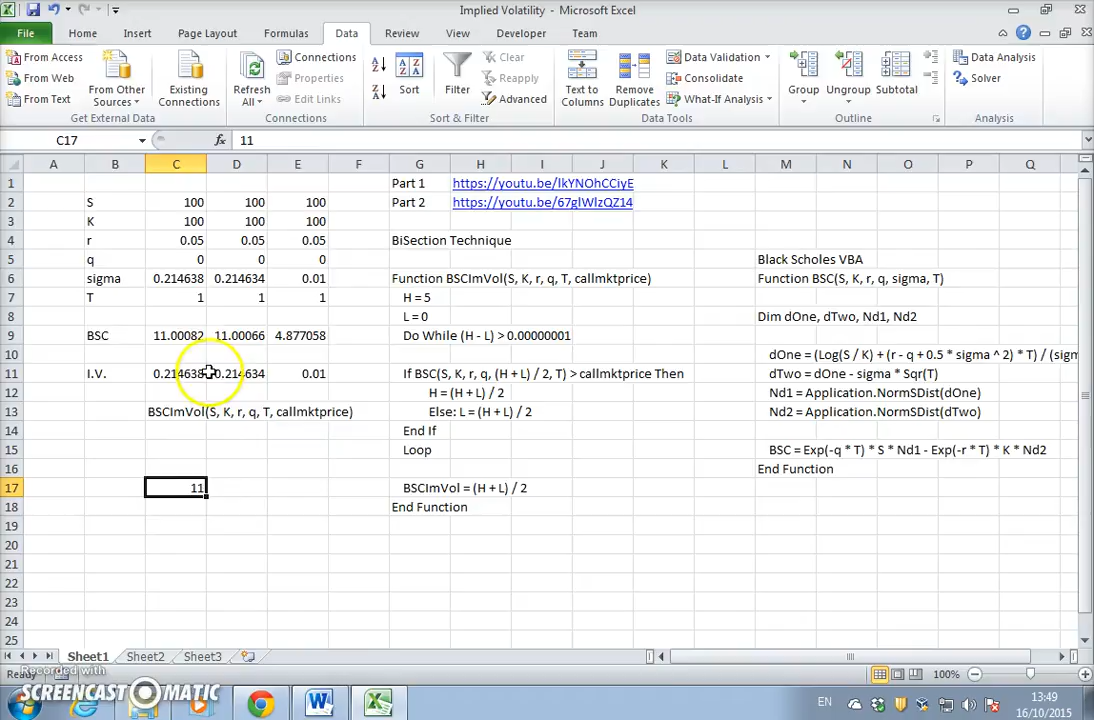 Implied Volatility - Microsoft Excel
File Home Insert Page Layout Formulas Data Review View Developer Team
From Access
From Web
From Text
From Other Sources
Existing Connections
Get External Data
Refresh All
Connections
Properties
Edit Links
Connections
Sort
Filter
Clear
Reapply
Advanced
Sort & Filter
Text to Columns
Remove Duplicates
Data Validation
Consolidate
What-If Analysis
Data Tools
Group
Ungroup
Subtotal
Outline
Data Analysis
Solver
Analysis
C17 fx 11
A B C D E F G H I J K L M N O P Q
1 Part 1 https://youtu.be/lkYNOhCCiyE
2 S 100 100 100 Part 2 https://youtu.be/67glWlzQZ14
3 K 100 100 100
4 r 0.05 0.05 0.05 BiSection Technique
5 q 0 0 0 Black Scholes VBA
6 sigma 0.214638 0.214634 0.01 Function BSCImVol(S, K, r, q, T, callmktprice) Function BSC(S, K, r, q, sigma, T)
7 T 1 1 1 H = 5
8 L = 0 Dim dOne, dTwo, Nd1, Nd2
9 BSC 11.00082 11.00066 4.877058 Do While (H - L) > 0.00000001
10 dOne = (Log(S / K) + (r - q + 0.5 * sigma ^ 2) * T) / (sigm
11 I.V. 0.214638 0.214634 0.01 If BSC(S, K, r, q, (H + L) / 2, T) > callmktprice Then dTwo = dOne - sigma * Sqr(T)
12 H = (H + L) / 2 Nd1 = Application.NormSDist(dOne)
13 BSCImVol(S, K, r, q, T, callmktprice) Else: L = (H + L) / 2 Nd2 = Application.NormSDist(dTwo)
14 End If
15 Loop BSC = Exp(-q * T) * S * Nd1 - Exp(-r * T) * K * Nd2
16 End Function
17 11 BSCImVol = (H + L) / 2
18 End Function
19
20
21
22
23
24
25
Sheet1 Sheet2 Sheet3
Ready 100%
Recorded with
SCREENCAST-O-MATIC
EN
13:49
16/10/2015